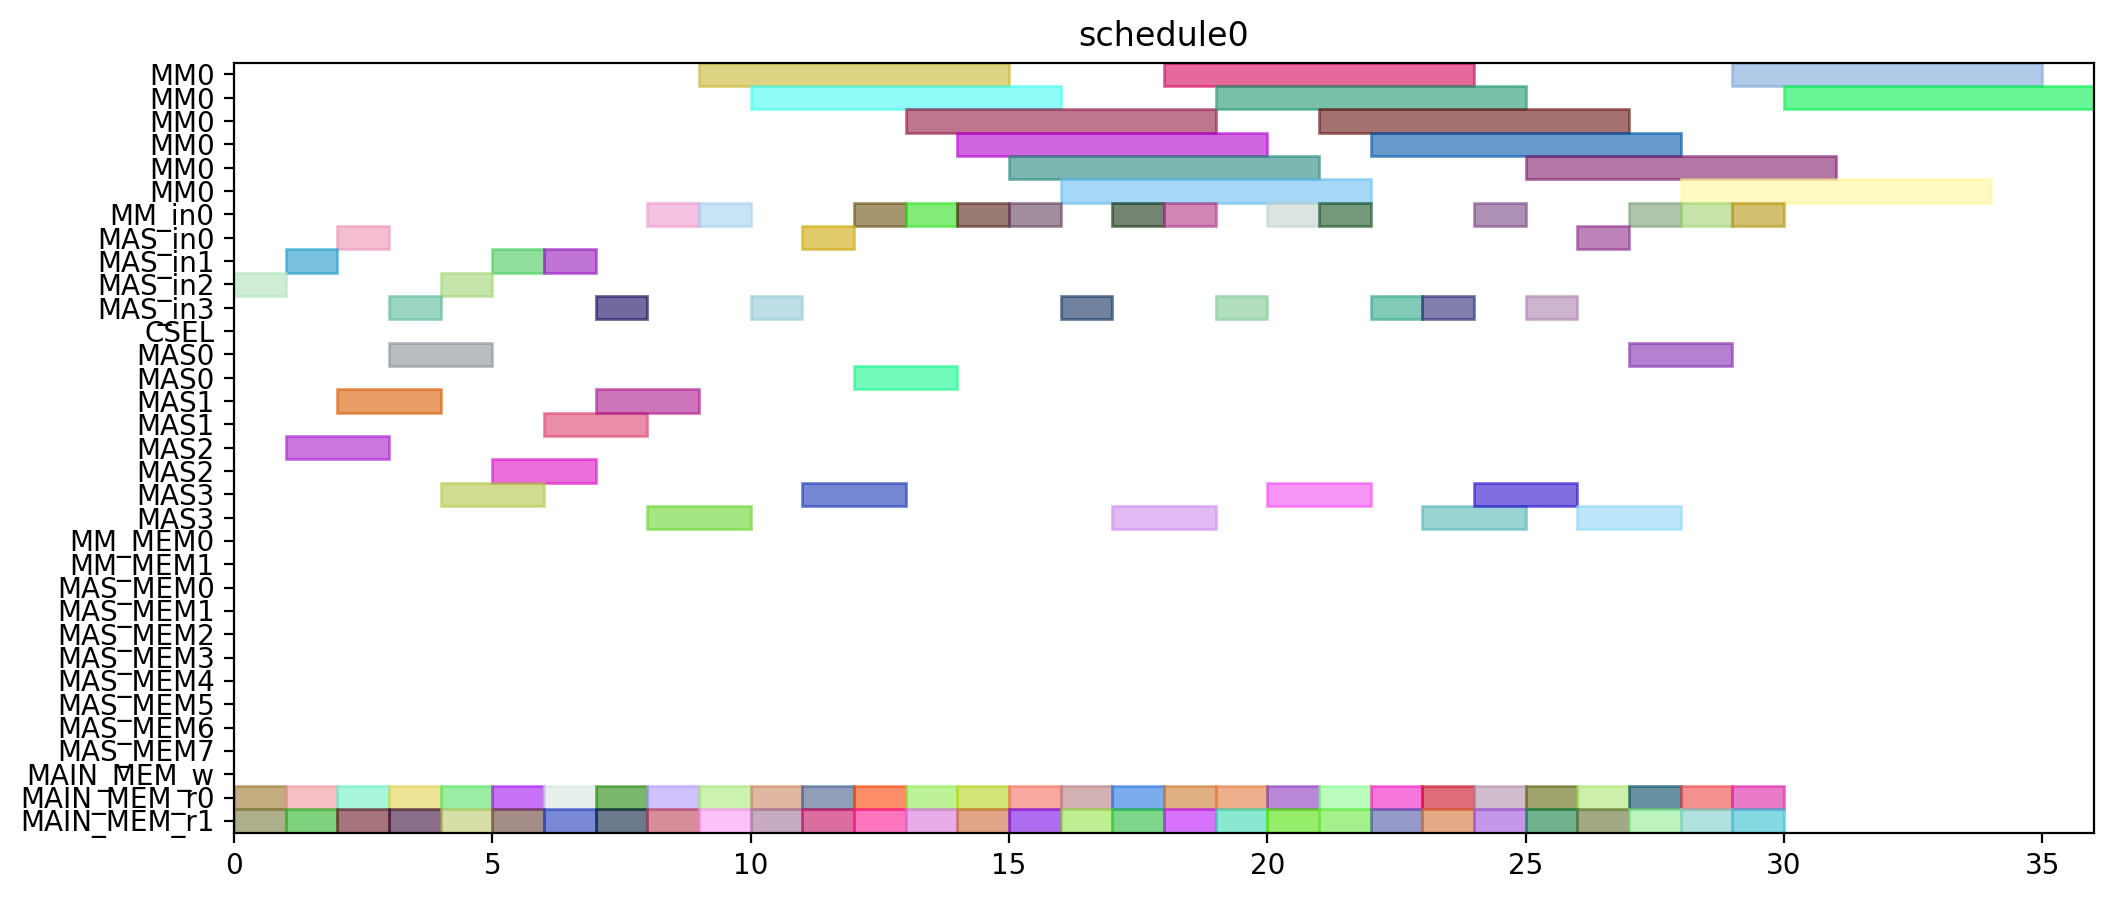 schedule0
MM0
MM0
MM0
MM0
MM0
MM0
MM_in0
MAS_in0
MAS_in1
MAS_in2
MAS_in3
CSEL
MAS0
MAS0
MAS1
MAS1
MAS2
MAS2
MAS3
MAS3
MM_MEM0
MM_MEM1
MAS_MEM0
MAS_MEM1
MAS_MEM2
MAS_MEM3
MAS_MEM4
MAS_MEM5
MAS_MEM6
MAS_MEM7
MAIN_MEM_w
MAIN_MEM_r0
MAIN_MEM_r1
0 5 10 15 20 25 30 35